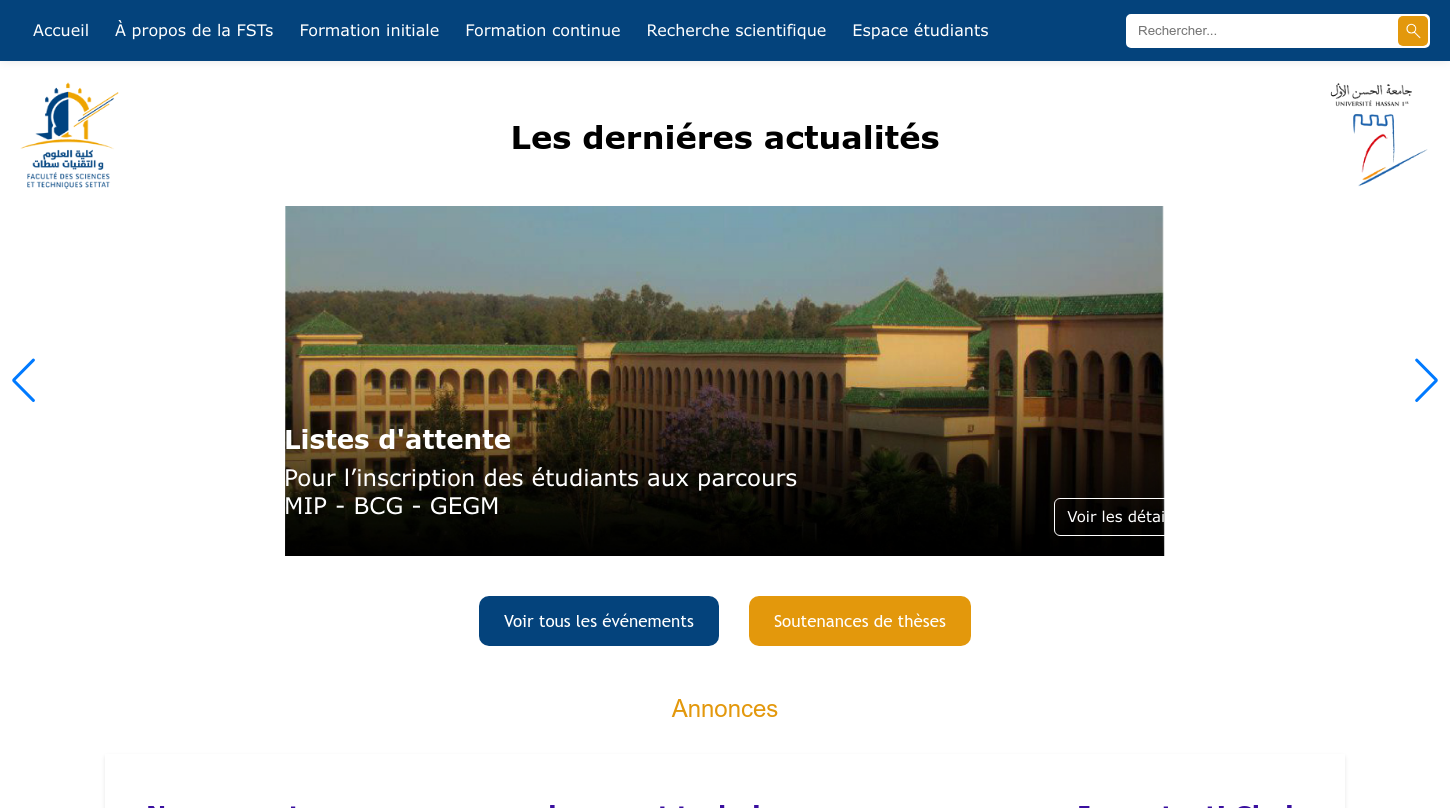 Accueil À propos de la FSTs Formation initiale Formation continue Recherche scientifique Espace étudiants Rechercher...
كلية العلوم
و التقنيات سطات
FACULTÉ DES SCIENCES
ET TECHNIQUES SETTAT
جامعة الحسن الأول
UNIVERSITÉ HASSAN 1er
Les derniéres actualités
Listes d'attente
Pour l’inscription des étudiants aux parcours
MIP - BCG - GEGM
Voir les détai
Voir tous les événements Soutenances de thèses
Annonces